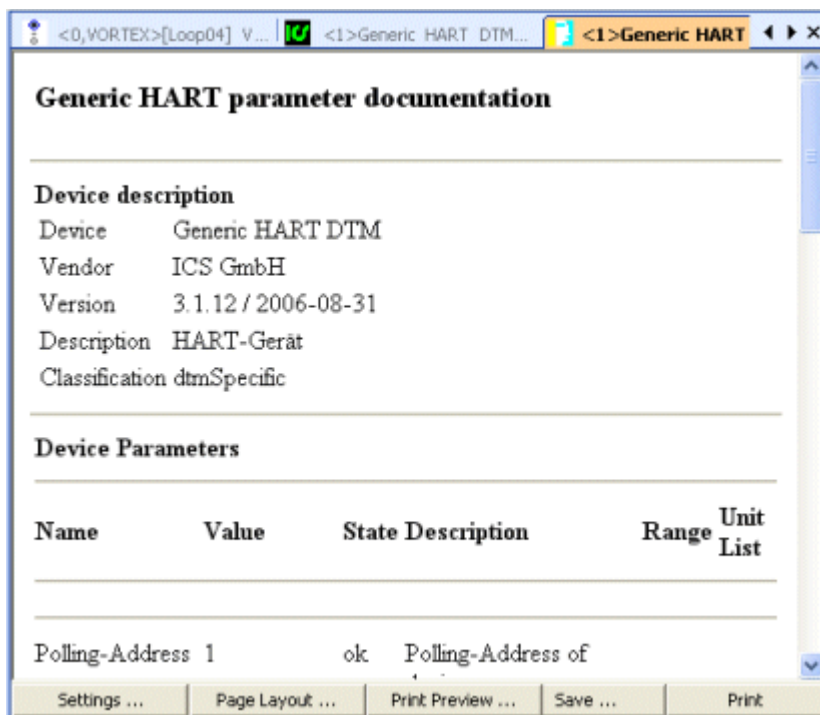 <0,VORTEX>[Loop04] V... <1>Generic HART DTM... <1>Generic HART
Generic HART parameter documentation
Device description
Device Generic HART DTM
Vendor ICS GmbH
Version 3.1.12 / 2006-08-31
Description HART-Gerät
Classification dtmSpecific
Device Parameters
Name Value State Description Range Unit List
Polling-Address 1 ok Polling-Address of
Settings ... Page Layout ... Print Preview ... Save ... Print